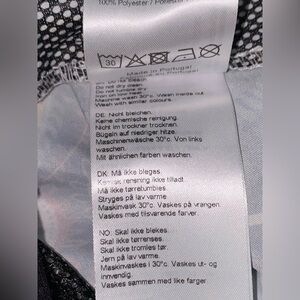 100% Polyester / Polyester
30
Made in Portugal
Do not dry clean
Do not tumble dry
Iron on low heat
Machine wash 30°c. Wash inside out
Wash with similar colours.
DE: Nicht bleichen.
Keine chemische reinigung.
Nicht im trockner trocknen.
Bügeln auf niedriger hitze.
Maschinenwäsche 30°c. Von links
waschen.
Mit ähnlichen farben waschen.
DK: Må ikke bleges.
Kemisk rensning ikke tilladt.
Må ikke tørretumbles.
Stryges på lav varme.
Maskinvask 30°c. Vaskes på vrangen.
Vaskes med tilsvarende farver.
NO: Skal ikke blekes.
Skal ikke tørrenses.
Skal ikke tromles tør.
Jern på lav varme.
Maskinvaskes i 30°c. Vaskes ut- og
innvendig.
Vaskes sammen med like farger